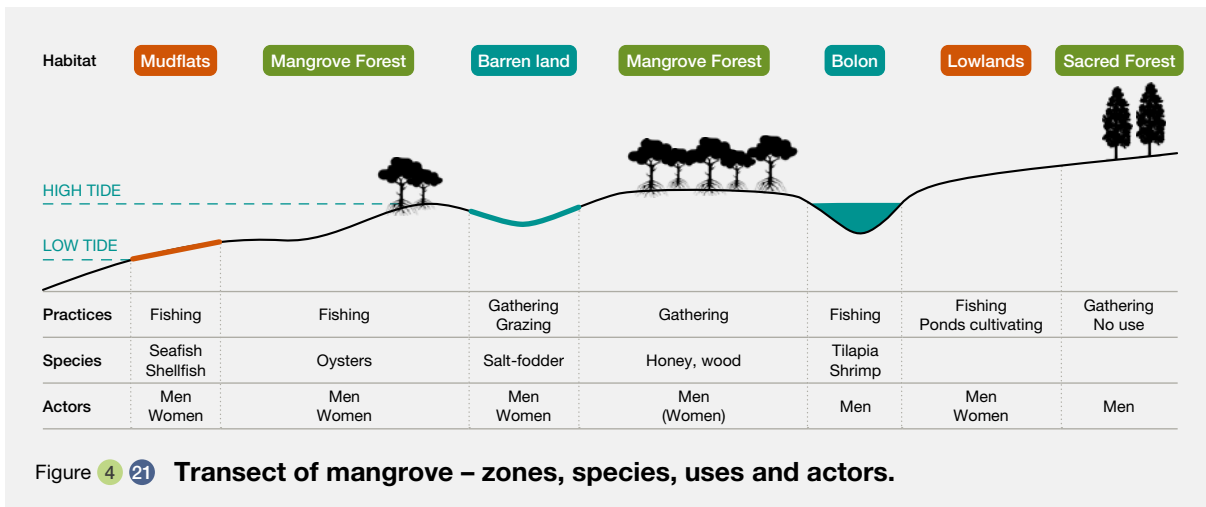 Habitat Mudflats Mangrove Forest Barren land Mangrove Forest Bolon Lowlands Sacred Forest
HIGH TIDE
LOW TIDE
Practices Fishing Fishing Gathering Grazing Gathering Fishing Fishing Ponds cultivating Gathering No use
Species Seafish Shellfish Oysters Salt-fodder Honey, wood Tilapia Shrimp
Actors Men Women Men Women Men Women Men (Women) Men Men Women Men
Figure 4 21 Transect of mangrove – zones, species, uses and actors.